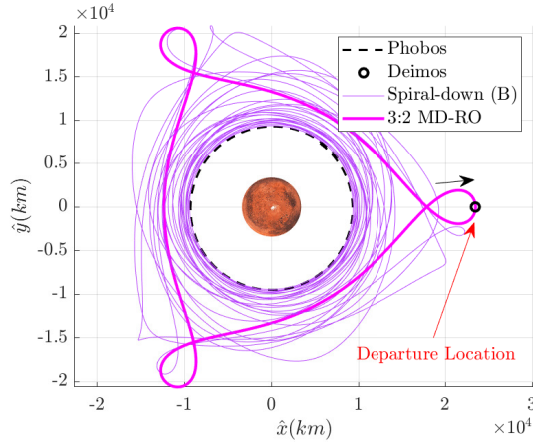 ×10⁴
Phobos
Deimos
Spiral-down (B)
3:2 MD-RO
2
1.5
1
0.5
0
-0.5
-1
-1.5
-2
ŷ(km)
Departure Location
-2
-1
0
1
2
x̂(km)
×10⁴